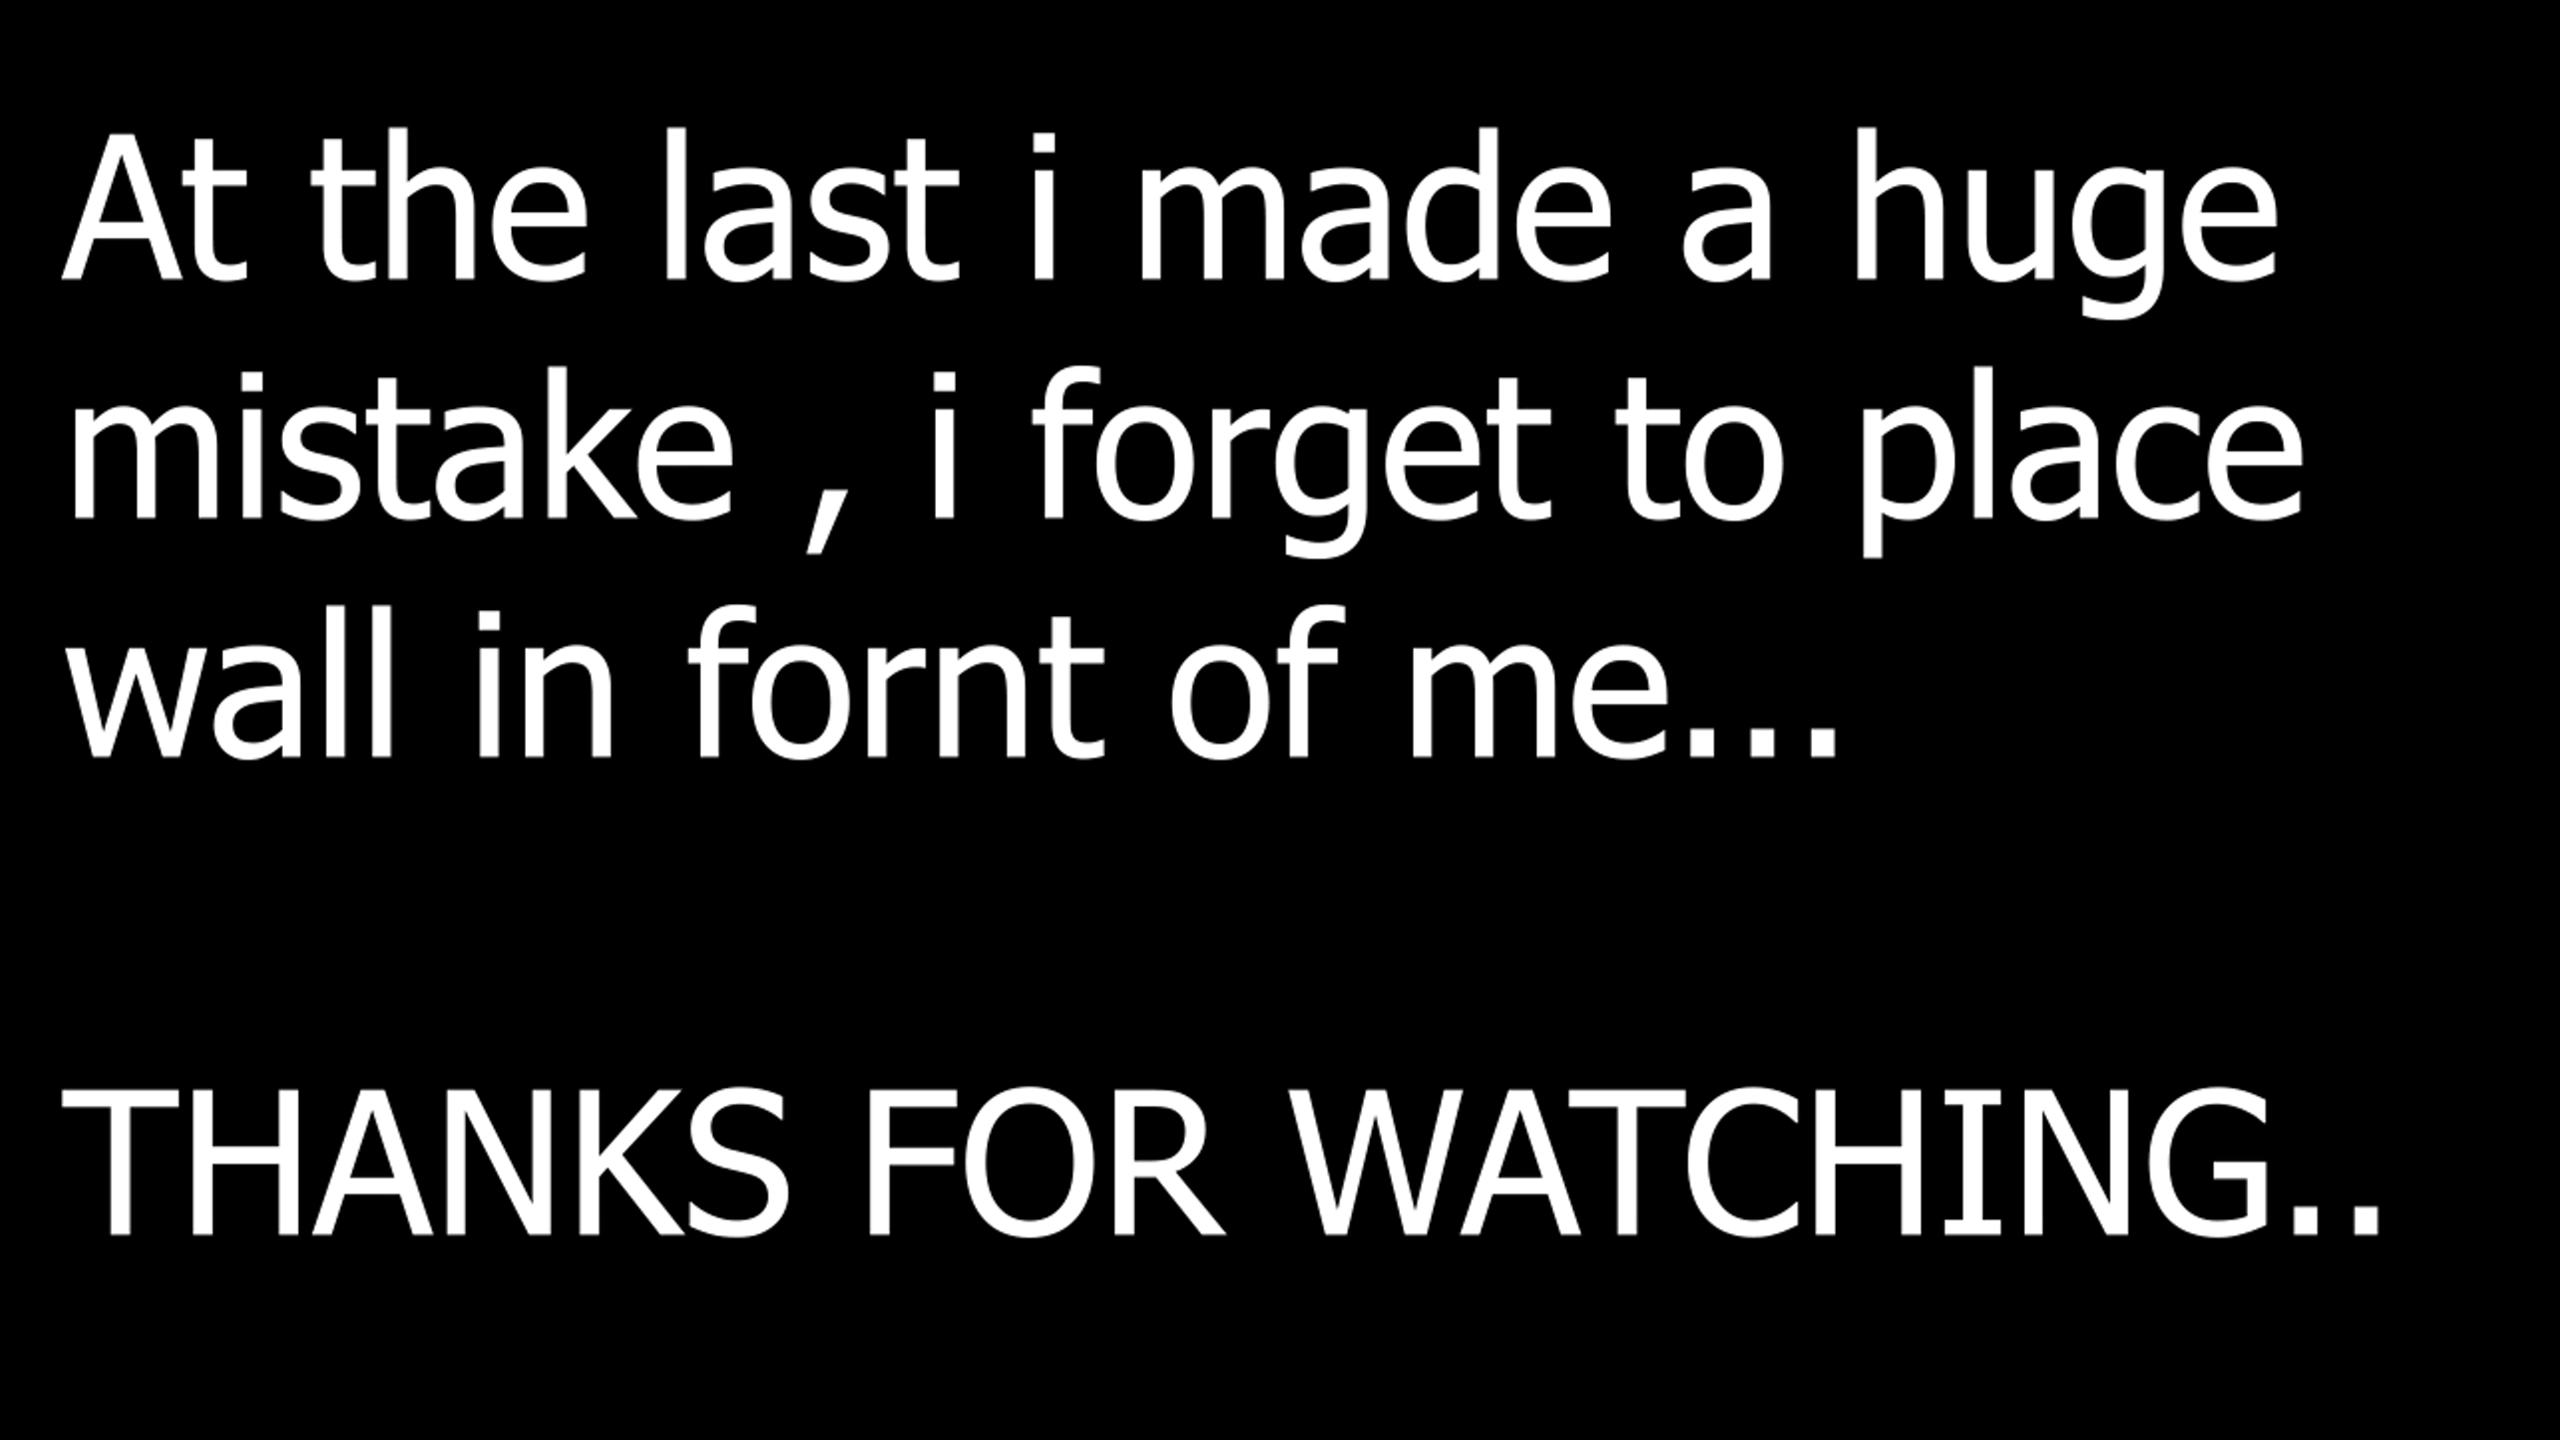 At the last i made a huge
mistake , i forget to place
wall in fornt of me...
THANKS FOR WATCHING..